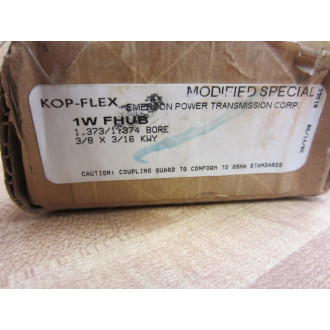 KOP-FLEX
MODIFIED SPECIAL
EMERSON POWER TRANSMISSION CORP.
1W FHUB
1.373/1.374 BORE
3/8 X 3/16 KWY
CAUTION: COUPLING GUARD TO CONFORM TO OSHA STANDARDS